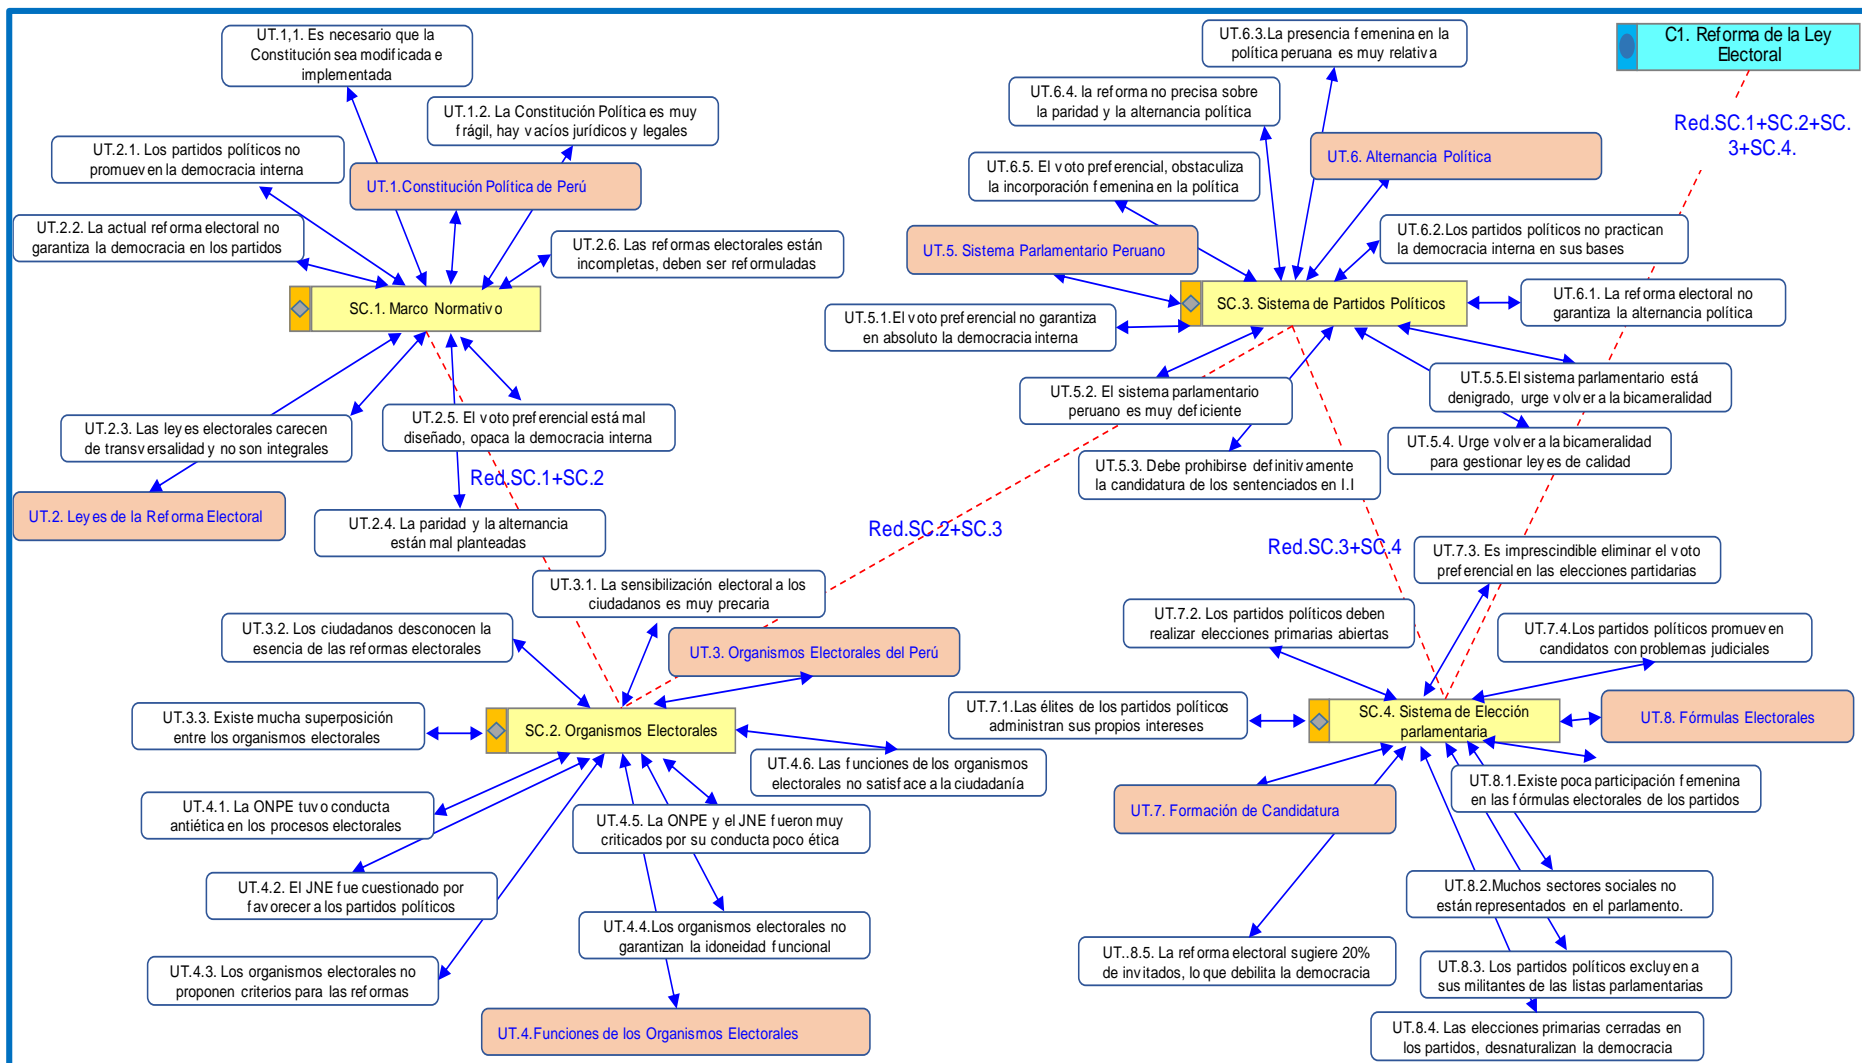 UT.1,1. Es necesario que la
Constitución sea modificada e
implementada
UT.1.2. La Constitución Política es muy
frágil, hay vacíos jurídicos y legales
UT.2.1. Los partidos políticos no
promueven la democracia interna
UT.1.Constitución Política de Perú
UT.2.2. La actual reforma electoral no
garantiza la democracia en los partidos
UT.2.6. Las reformas electorales están
incompletas, deben ser reformuladas
SC.1. Marco Normativo
UT.2.3. Las leyes electorales carecen
de transversalidad y no son integrales
UT.2.5. El voto preferencial está mal
diseñado, opaca la democracia interna
Red.SC.1+SC.2
UT.2. Leyes de la Reforma Electoral
UT.2.4. La paridad y la alternancia
están mal planteadas
UT.6.3.La presencia femenina en la
política peruana es muy relativa
C1. Reforma de la Ley
Electoral
UT.6.4. la reforma no precisa sobre
la paridad y la alternancia política
Red.SC.1+SC.2+SC.
3+SC.4.
UT.6.5. El voto preferencial, obstaculiza
la incorporación femenina en la política
UT.6. Alternancia Política
UT.5. Sistema Parlamentario Peruano
UT.6.2.Los partidos políticos no practican
la democracia interna en sus bases
SC.3. Sistema de Partidos Políticos
UT.6.1. La reforma electoral no
garantiza la alternancia política
UT.5.1.El voto preferencial no garantiza
en absoluto la democracia interna
UT.5.2. El sistema parlamentario
peruano es muy deficiente
UT.5.5.El sistema parlamentario está
denigrado, urge volver a la bicameralidad
UT.5.3. Debe prohibirse definitivamente
la candidatura de los sentenciados en I.I
UT.5.4. Urge volver a la bicameralidad
para gestionar leyes de calidad
Red.SC.2+SC.3
Red.SC.3+SC.4
UT.3.1. La sensibilización electoral a los
ciudadanos es muy precaria
UT.3.2. Los ciudadanos desconocen la
esencia de las reformas electorales
UT.3. Organismos Electorales del Perú
UT.3.3. Existe mucha superposición
entre los organismos electorales
SC.2. Organismos Electorales
UT.4.6. Las funciones de los organismos
electorales no satisface a la ciudadanía
UT.4.1. La ONPE tuvo conducta
antiética en los procesos electorales
UT.4.5. La ONPE y el JNE fueron muy
criticados por su conducta poco ética
UT.4.2. El JNE fue cuestionado por
favorecer a los partidos políticos
UT.4.4.Los organismos electorales no
garantizan la idoneidad funcional
UT.4.3. Los organismos electorales no
proponen criterios para las reformas
UT.4.Funciones de los Organismos Electorales
UT.7.3. Es imprescindible eliminar el voto
preferencial en las elecciones partidarias
UT.7.2. Los partidos políticos deben
realizar elecciones primarias abiertas
UT.7.4.Los partidos políticos promueven
candidatos con problemas judiciales
UT.7.1.Las élites de los partidos políticos
administran sus propios intereses
SC.4. Sistema de Elección
parlamentaria
UT.8. Fórmulas Electorales
UT.7. Formación de Candidatura
UT.8.1.Existe poca participación femenina
en las fórmulas electorales de los partidos
UT.8.2.Muchos sectores sociales no
están representados en el parlamento.
UT..8.5. La reforma electoral sugiere 20%
de invitados, lo que debilita la democracia
UT.8.3. Los partidos políticos excluyen a
sus militantes de las listas parlamentarias
UT.8.4. Las elecciones primarias cerradas en
los partidos, desnaturalizan la democracia